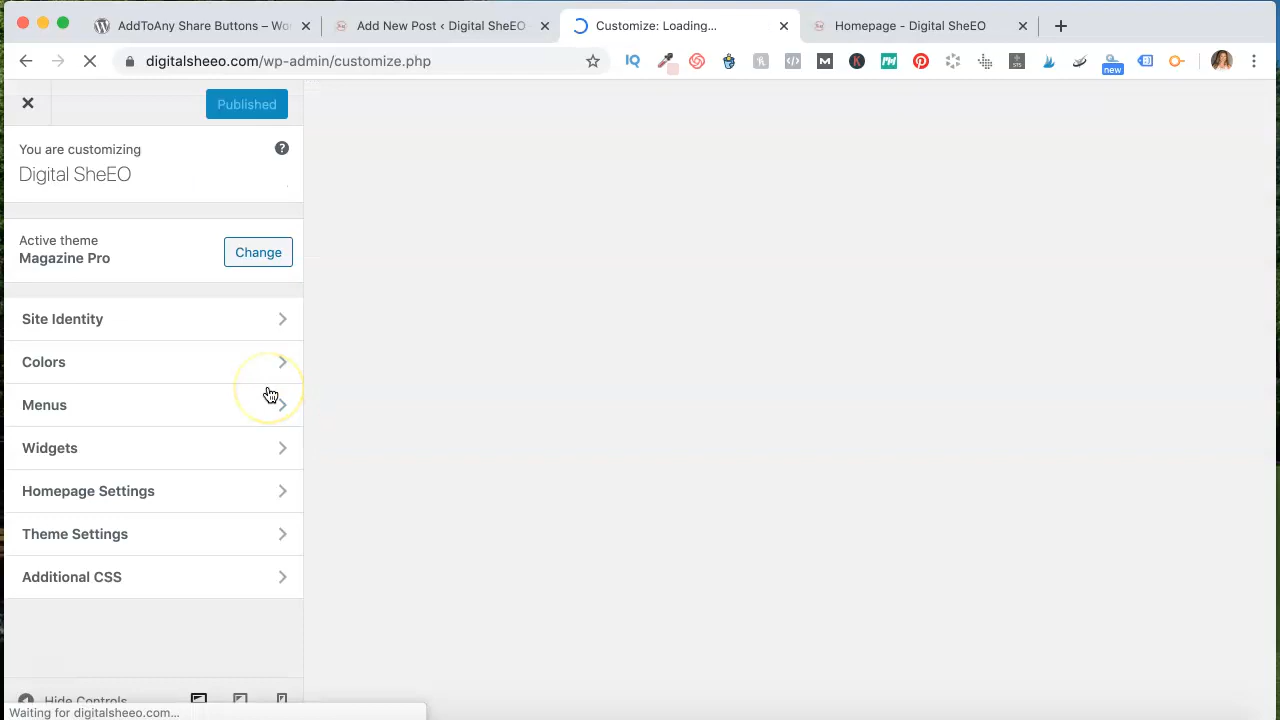 AddToAny Share Buttons – Wo
Add New Post ‹ Digital SheEO
Customize: Loading...
Homepage - Digital SheEO
digitalsheeo.com/wp-admin/customize.php
IQ
new
Published
You are customizing
Digital SheEO
Active theme
Magazine Pro
Change
Site Identity
Colors
Menus
Widgets
Homepage Settings
Theme Settings
Additional CSS
Hide Controls
Waiting for digitalsheeo.com...